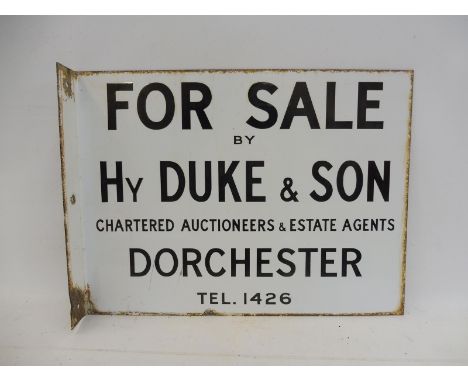 FOR SALE
BY
HY DUKE & SON
CHARTERED AUCTIONEERS & ESTATE AGENTS
DORCHESTER
TEL. 1426